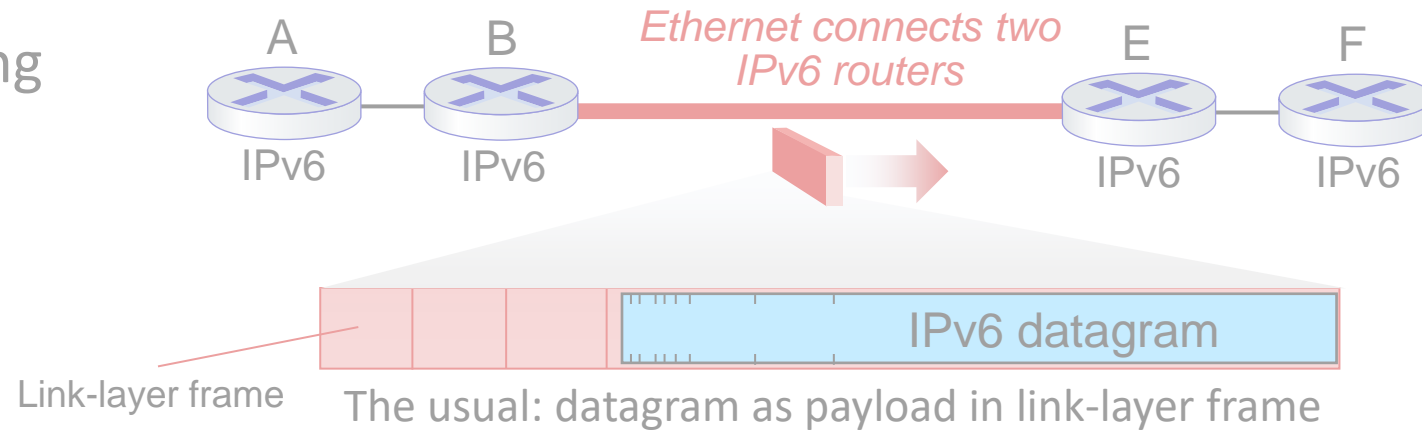 ng
A
B
Ethernet connects two
IPv6 routers
E
F
IPv6
IPv6
IPv6
IPv6
IPv6 datagram
Link-layer frame
The usual: datagram as payload in link-layer frame